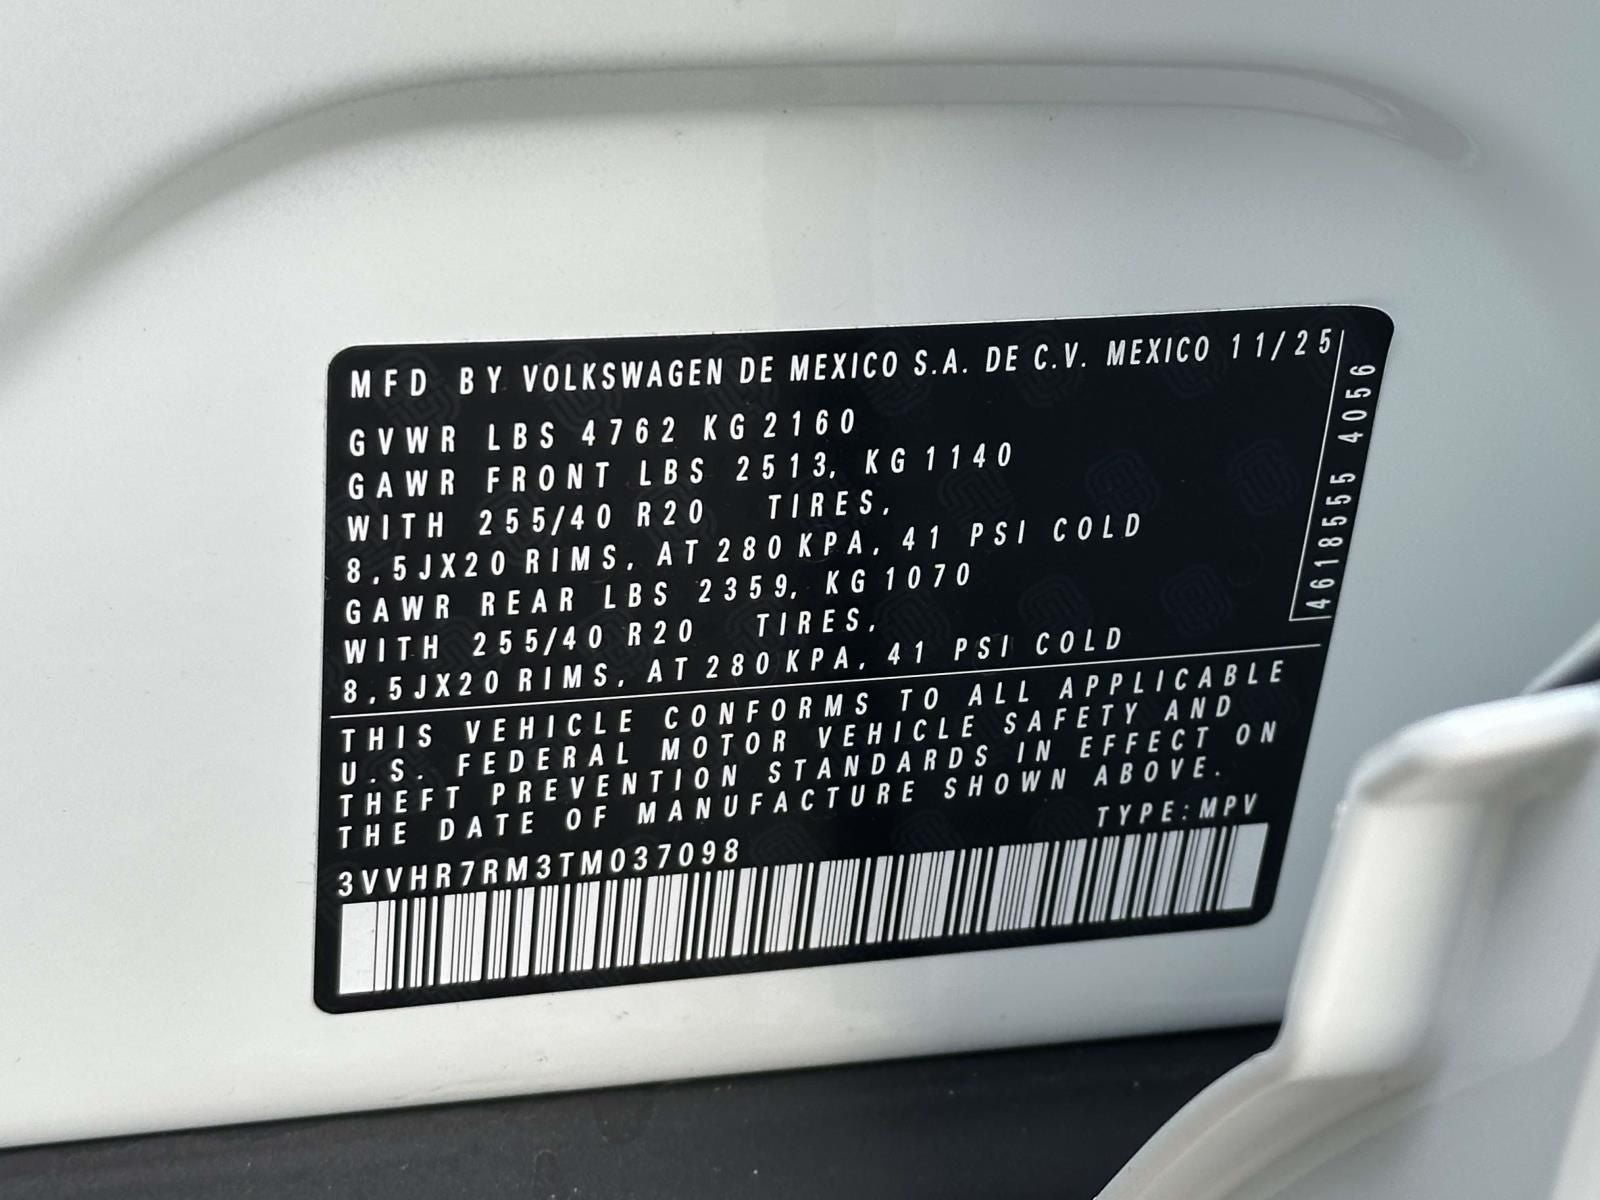 MFD BY VOLKSWAGEN DE MEXICO S.A. DE C.V. MEXICO 11/25
GVWR LBS 4762 KG 2160
GAWR FRONT LBS 2513, KG 1140
WITH 255/40 R20 TIRES,
8,5JX20 RIMS, AT 280 KPA, 41 PSI COLD
GAWR REAR LBS 2359, KG 1070
WITH 255/40 R20 TIRES,
8,5JX20 RIMS, AT 280 KPA, 41 PSI COLD
4618555 4056
THIS VEHICLE CONFORMS TO ALL APPLICABLE
U.S. FEDERAL MOTOR VEHICLE SAFETY AND
THEFT PREVENTION STANDARDS IN EFFECT ON
THE DATE OF MANUFACTURE SHOWN ABOVE.
TYPE:MPV
3VVHR7RM3TM037098